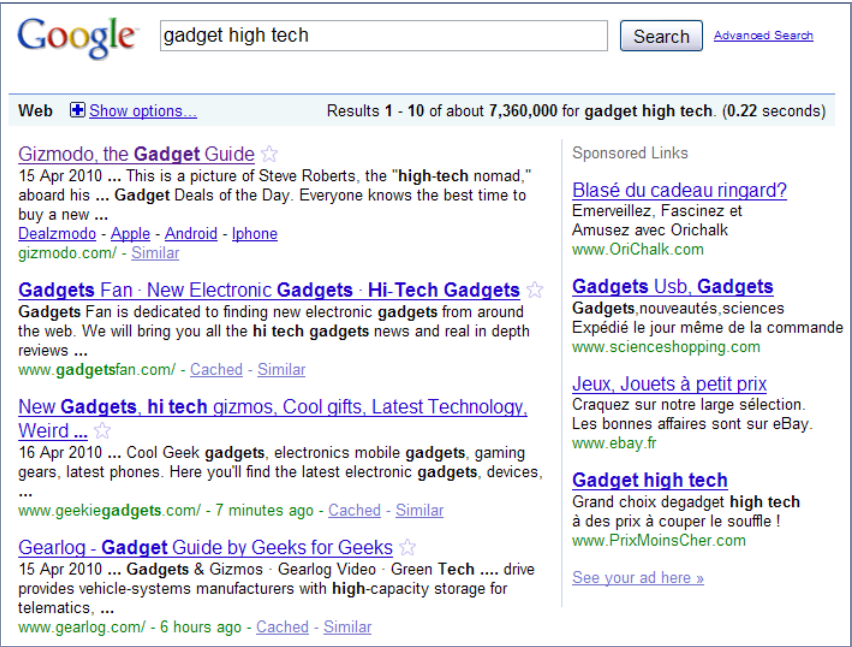 Google gadget high tech Search Advanced Search
Web Show options... Results 1 - 10 of about 7,360,000 for gadget high tech. (0.22 seconds)
Gizmodo, the Gadget Guide
15 Apr 2010 ... This is a picture of Steve Roberts, the "high-tech nomad,"
aboard his ... Gadget Deals of the Day. Everyone knows the best time to
buy a new ...
Dealzmodo - Apple - Android - Iphone
gizmodo.com/ - Similar
Gadgets Fan · New Electronic Gadgets · Hi-Tech Gadgets
Gadgets Fan is dedicated to finding new electronic gadgets from around
the web. We will bring you all the hi tech gadgets news and real in depth
reviews ...
www.gadgetsfan.com/ - Cached - Similar
New Gadgets, hi tech gizmos, Cool gifts, Latest Technology,
Weird ...
16 Apr 2010 ... Cool Geek gadgets, electronics mobile gadgets, gaming
gears, latest phones. Here you'll find the latest electronic gadgets, devices,
...
www.geekiegadgets.com/ - 7 minutes ago - Cached - Similar
Gearlog - Gadget Guide by Geeks for Geeks
15 Apr 2010 ... Gadgets & Gizmos · Gearlog Video · Green Tech .... drive
provides vehicle-systems manufacturers with high-capacity storage for
telematics, ...
www.gearlog.com/ - 6 hours ago - Cached - Similar
Sponsored Links
Blasé du cadeau ringard?
Emerveillez, Fascinez et
Amusez avec Orichalk
www.OriChalk.com
Gadgets Usb, Gadgets
Gadgets,nouveautés,sciences
Expédié le jour même de la commande
www.scienceshopping.com
Jeux, Jouets à petit prix
Craquez sur notre large sélection.
Les bonnes affaires sont sur eBay.
www.ebay.fr
Gadget high tech
Grand choix degadget high tech
à des prix à couper le souffle !
www.PrixMoinsCher.com
See your ad here »